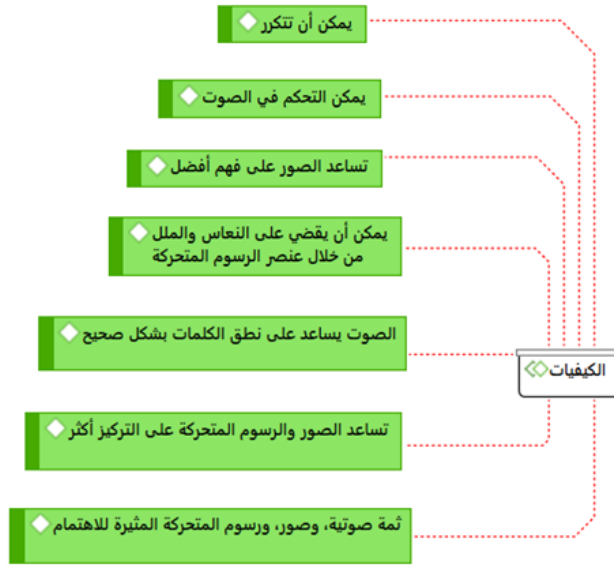 يمكن أن تتكرر
يمكن التحكم في الصوت
تساعد الصور على فهم أفضل
يمكن أن يقضي على النعاس والملل
من خلال عنصر الرسوم المتحركة
الصوت يساعد على نطق الكلمات بشكل صحيح
الكيفيات
تساعد الصور والرسوم المتحركة على التركيز أكثر
ثمة صوتية، وصور، ورسوم المتحركة المثيرة للاهتمام